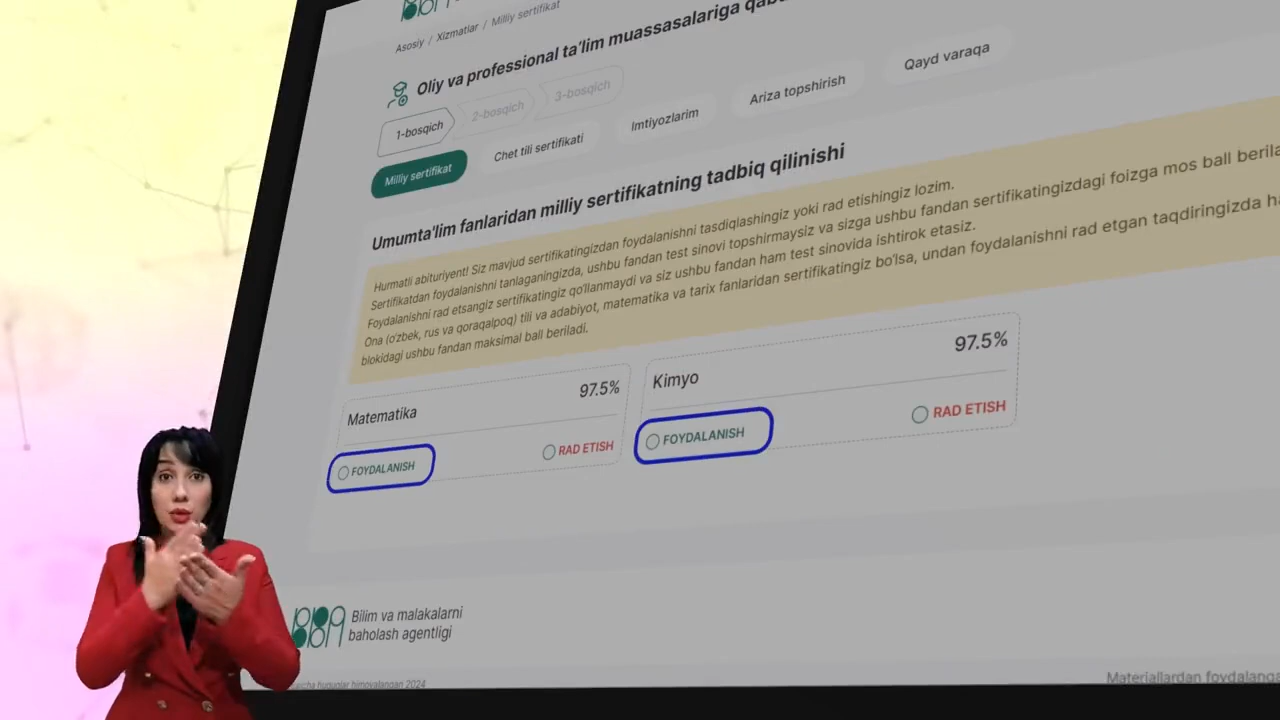 Asosiy / Xizmatlar / Milliy sertifikat
Oliy va professional ta'lim muassasalariga
1-bosqich
2-bosqich
3-bosqich
Milliy sertifikat
Chet tili sertifikati
Imtiyozlarim
Ariza topshirish
Qayd varaqa
Umumta'lim fanlaridan milliy sertifikatning tadbiq qilinishi
Hurmatli abituriyent! Siz mavjud sertifikatingizdan foydalanishni tasdiqlashingiz yoki rad etishingiz lozim.
Sertifikatdan foydalanishni tanlaganingizda, ushbu fandan test sinovi topshirmaysiz va sizga ushbu fandan sertifikatingizdagi foizga mos ball
Foydalanishni rad etsangiz sertifikatingiz qo'llanmaydi va siz ushbu fandan ham test sinovida ishtirok etasiz.
Ona (o'zbek, rus va qoraqalpoq) tili va adabiyot, matematika va tarix fanlaridan sertifikatingiz bo'lsa, undan foydalanishni rad etgan taqdiringizda
blokidagi ushbu fandan maksimal ball beriladi.
Matematika
97.5%
FOYDALANISH
RAD ETISH
Kimyo
97.5%
FOYDALANISH
RAD ETISH
Bilim va malakalarni
baholash agentligi
huquqlar himoyalangan 2024
Materiallardan